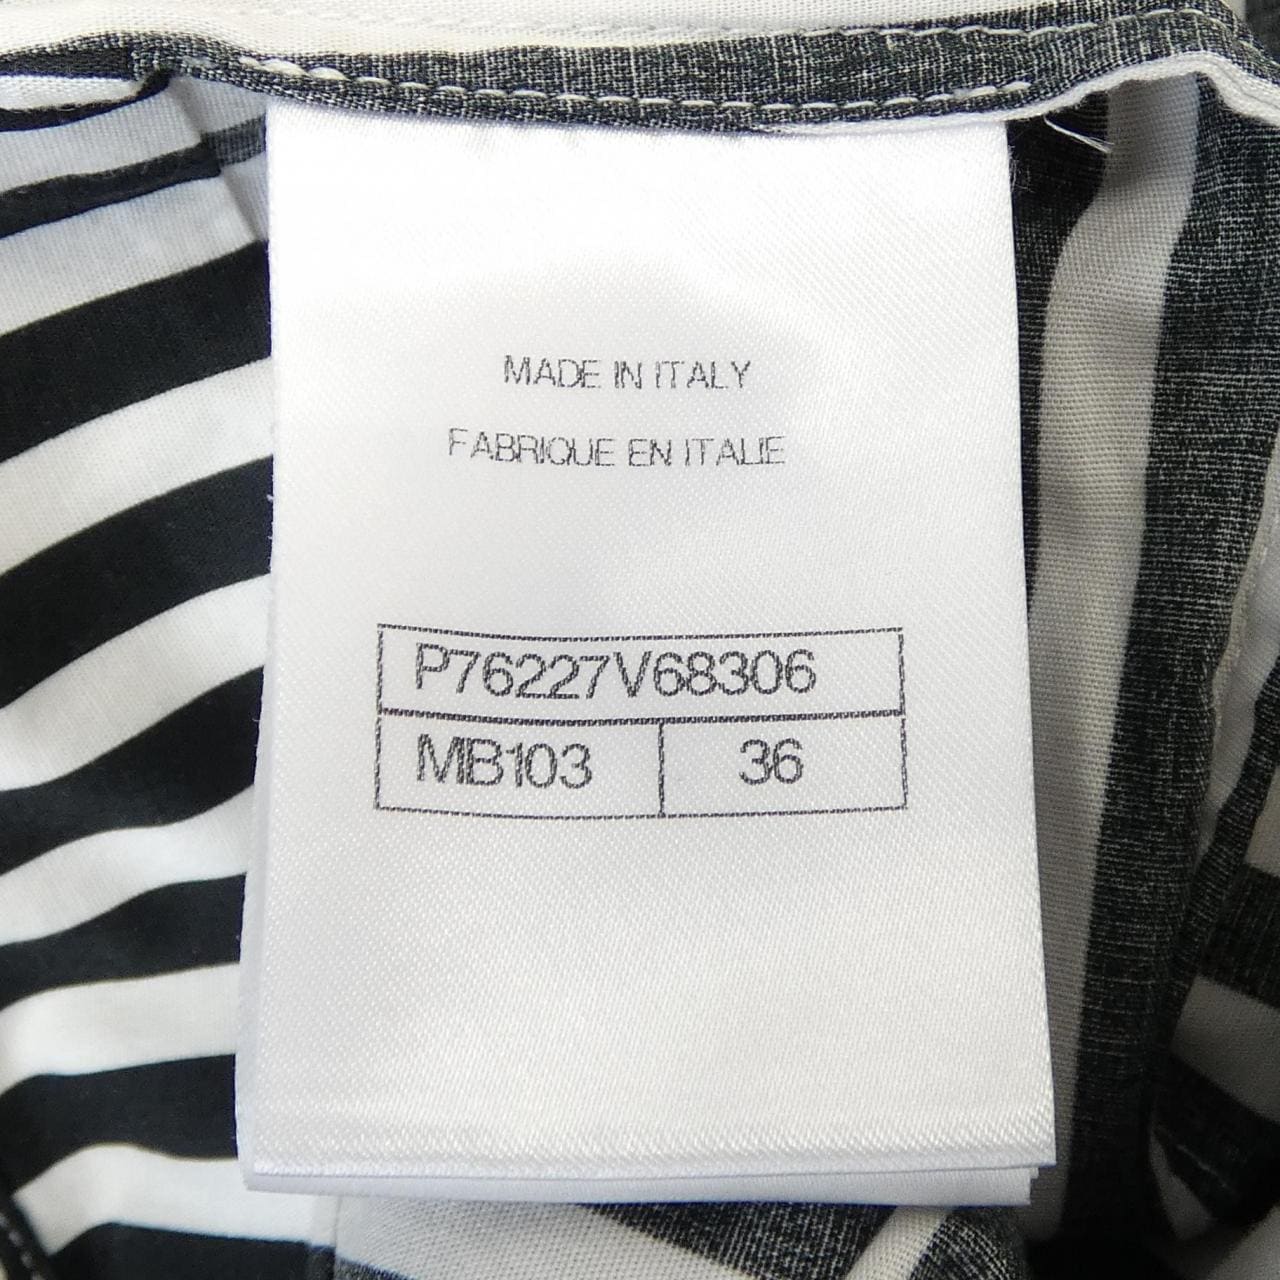 MADE IN ITALY
FABRIQUE EN ITALIE
P76227V68306
MB103 36